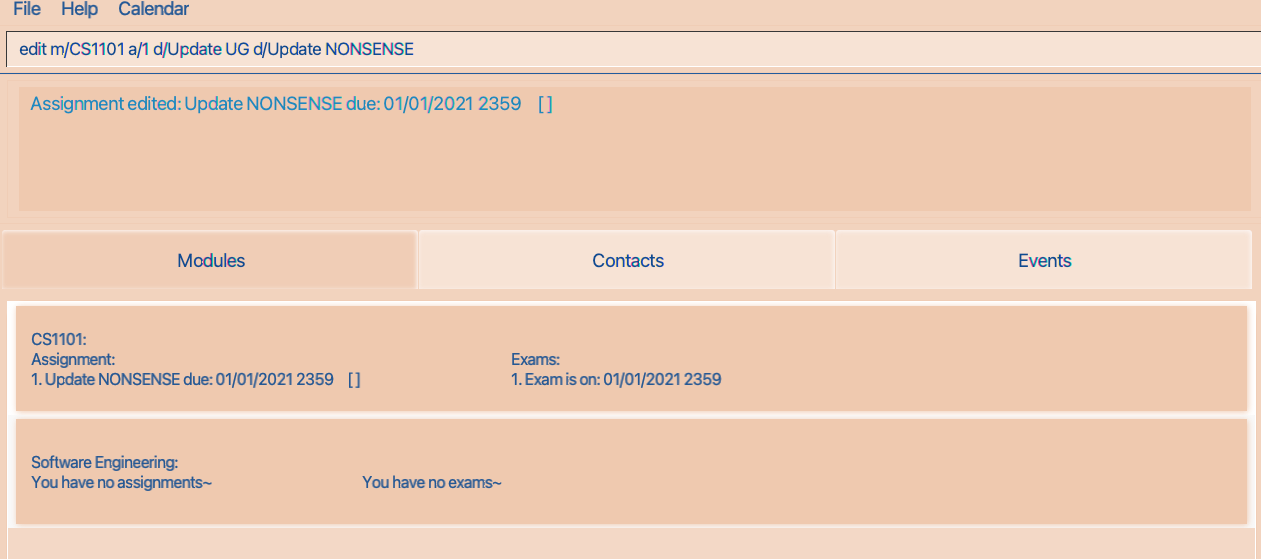 File Help Calendar
edit m/CS1101 a/1 d/Update UG d/Update NONSENSE
Assignment edited: Update NONSENSE due: 01/01/2021 2359 [ ]
Modules Contacts Events
CS1101:
Assignment: Exams:
1. Update NONSENSE due: 01/01/2021 2359 [ ] 1. Exam is on: 01/01/2021 2359
Software Engineering:
You have no assignments~ You have no exams~